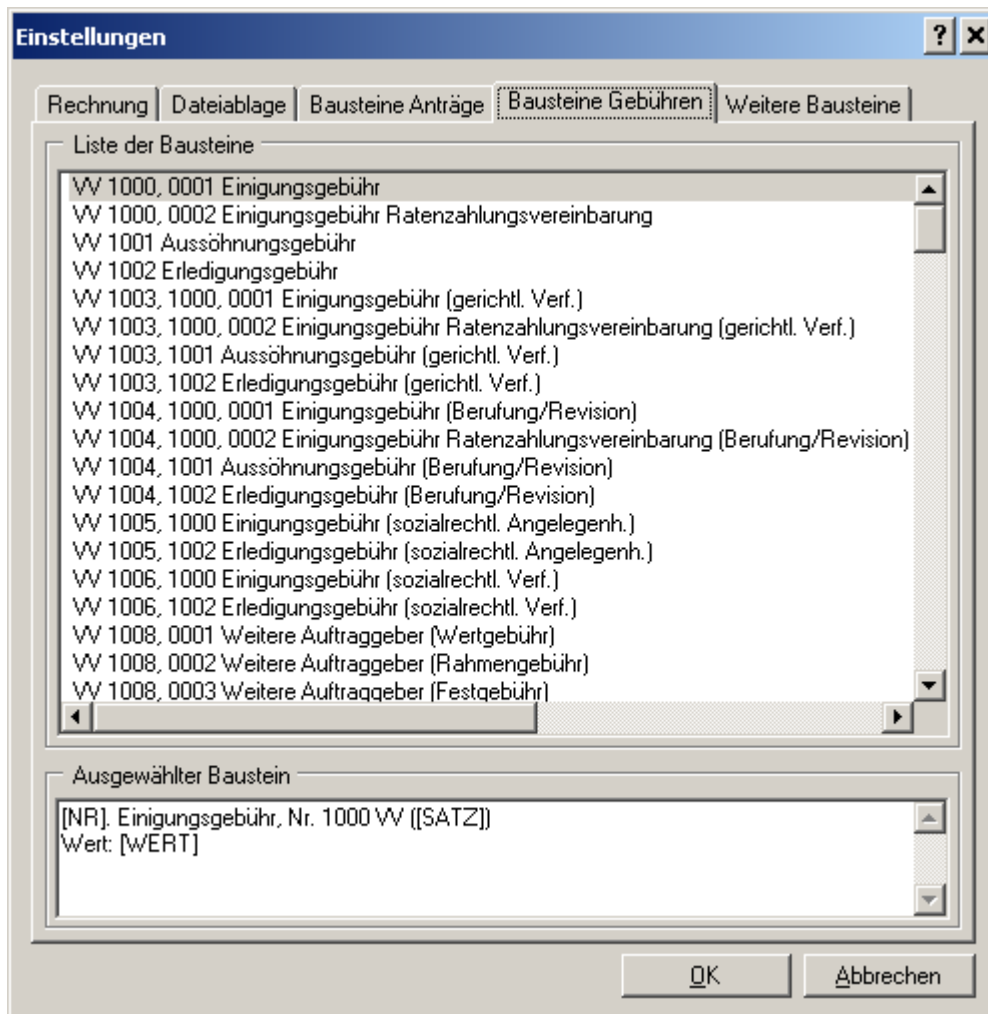 Einstellungen
Rechnung Dateiablage Bausteine Anträge Bausteine Gebühren Weitere Bausteine
Liste der Bausteine
VV 1000, 0001 Einigungsgebühr
VV 1000, 0002 Einigungsgebühr Ratenzahlungsvereinbarung
VV 1001 Aussöhnungsgebühr
VV 1002 Erledigungsgebühr
VV 1003, 1000, 0001 Einigungsgebühr (gerichtl. Verf.)
VV 1003, 1000, 0002 Einigungsgebühr Ratenzahlungsvereinbarung (gerichtl. Verf.)
VV 1003, 1001 Aussöhnungsgebühr (gerichtl. Verf.)
VV 1003, 1002 Erledigungsgebühr (gerichtl. Verf.)
VV 1004, 1000, 0001 Einigungsgebühr (Berufung/Revision)
VV 1004, 1000, 0002 Einigungsgebühr Ratenzahlungsvereinbarung (Berufung/Revision)
VV 1004, 1001 Aussöhnungsgebühr (Berufung/Revision)
VV 1004, 1002 Erledigungsgebühr (Berufung/Revision)
VV 1005, 1000 Einigungsgebühr (sozialrechtl. Angelegenh.)
VV 1005, 1002 Erledigungsgebühr (sozialrechtl. Angelegenh.)
VV 1006, 1000 Einigungsgebühr (sozialrechtl. Verf.)
VV 1006, 1002 Erledigungsgebühr (sozialrechtl. Verf.)
VV 1008, 0001 Weitere Auftraggeber (Wertgebühr)
VV 1008, 0002 Weitere Auftraggeber (Rahmengebühr)
VV 1008, 0003 Weitere Auftraggeber (Festgebühr)
Ausgewählter Baustein
[NR]. Einigungsgebühr, Nr. 1000 VV ([SATZ])
Wert: [WERT]
OK Abbrechen